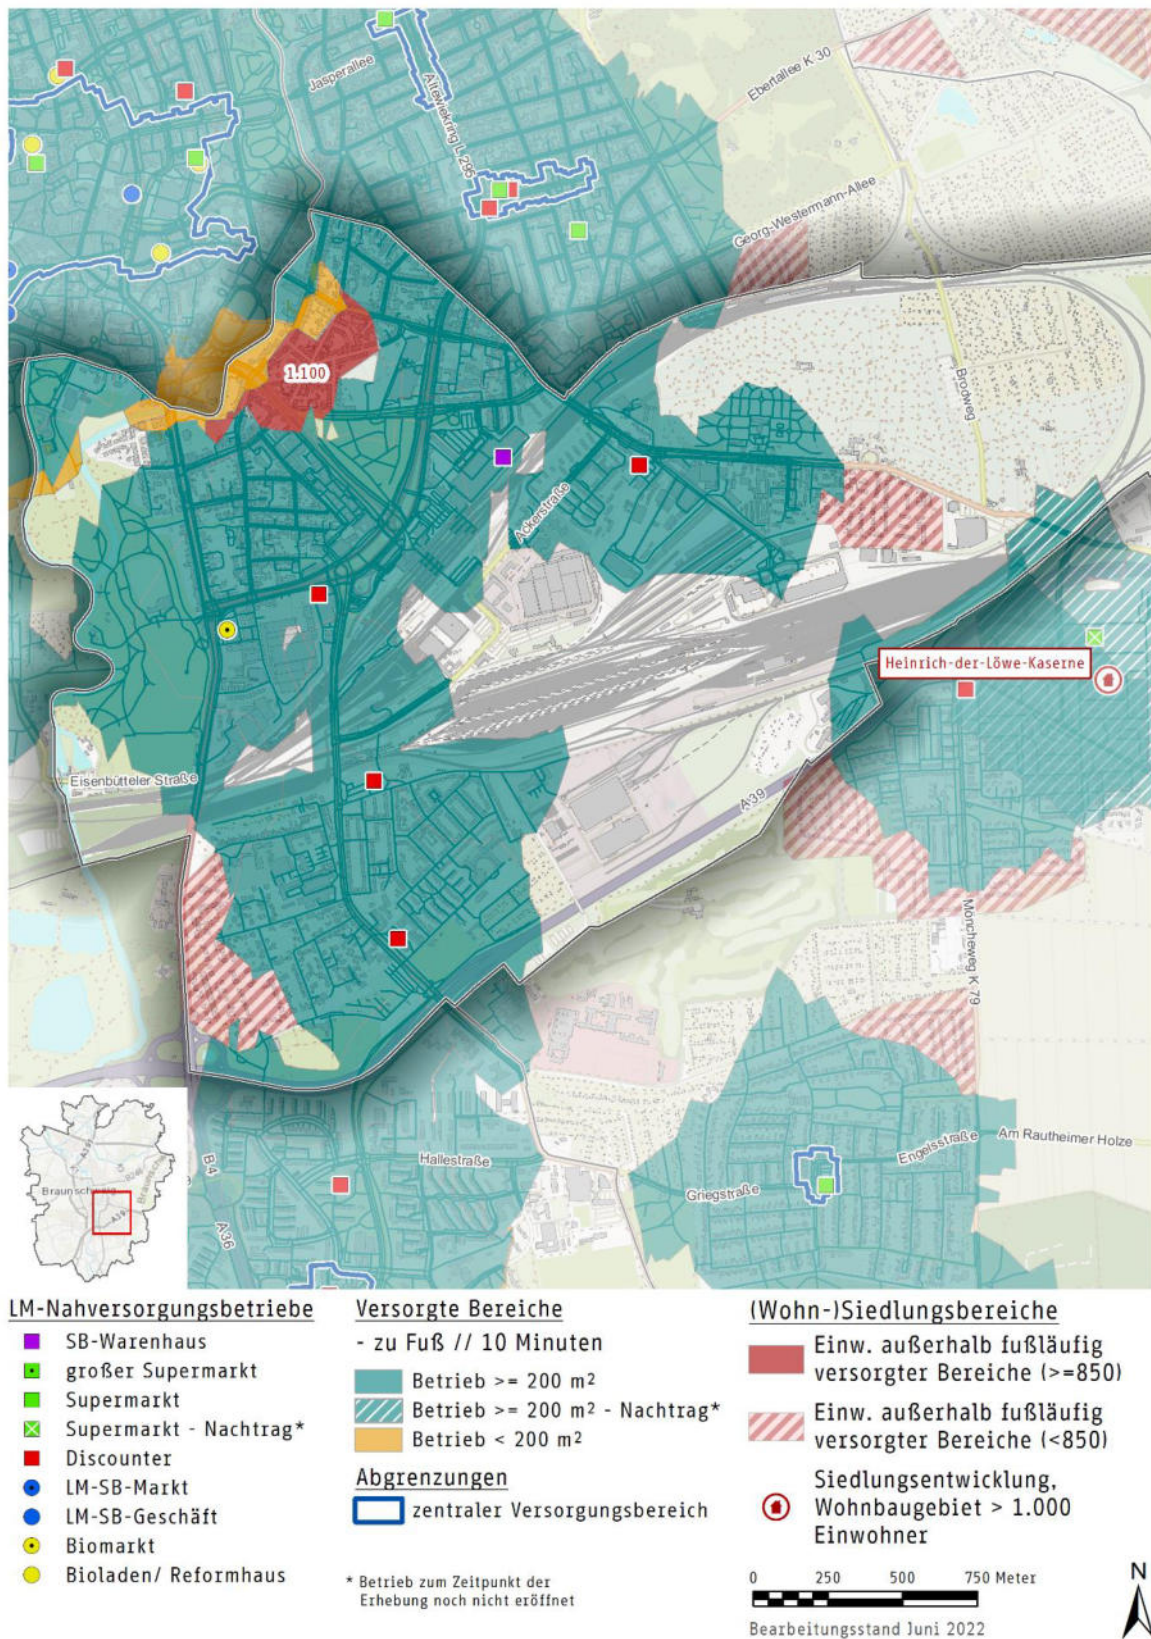 Jasperallee
Altewiekring L 295
Ebertallee K 30
Georg-Westermann-Allee
Brodweg
1.100
Ackerstraße
Heinrich-der-Löwe-Kaserne
Eisenbütteler Straße
A 39
Möncheweg K 79
Hallestraße
Griegstraße
Engelsstraße
Am Rautheimer Holze
B 4
A 36
Braunschweig
LM-Nahversorgungsbetriebe
SB-Warenhaus
großer Supermarkt
Supermarkt
Supermarkt - Nachtrag*
Discounter
LM-SB-Markt
LM-SB-Geschäft
Biomarkt
Bioladen/ Reformhaus
Versorgte Bereiche
- zu Fuß // 10 Minuten
Betrieb >= 200 m²
Betrieb >= 200 m² - Nachtrag*
Betrieb < 200 m²
Abgrenzungen
zentraler Versorgungsbereich
* Betrieb zum Zeitpunkt der
Erhebung noch nicht eröffnet
(Wohn-)Siedlungsbereiche
Einw. außerhalb fußläufig
versorgter Bereiche (>=850)
Einw. außerhalb fußläufig
versorgter Bereiche (<850)
Siedlungsentwicklung,
Wohnbaugebiet > 1.000
Einwohner
0 250 500 750 Meter
Bearbeitungsstand Juni 2022
N